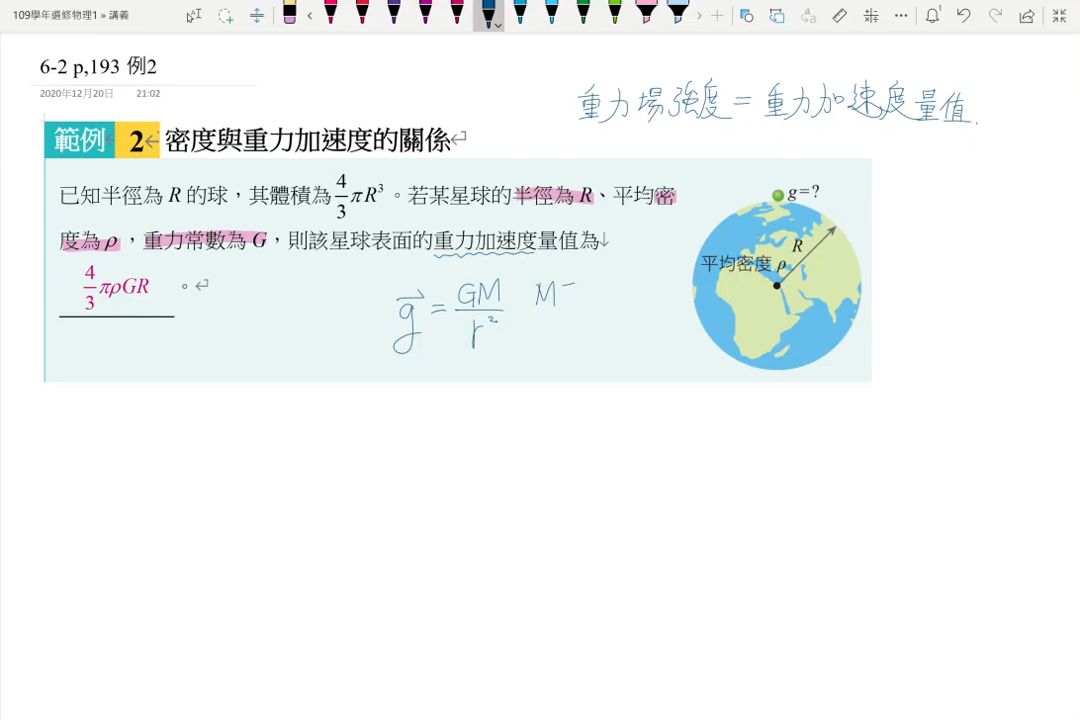 109學年選修物理1 » 講義
6-2 p,193 例2
2020年12月20日 21:02
重力場強度 = 重力加速度量值.
範例 2 密度與重力加速度的關係
已知半徑為 R 的球，其體積為 4/3 πR³。若某星球的半徑為 R、平均密
度為 ρ，重力常數為 G，則該星球表面的重力加速度量值為
4/3 πρGR 。
g⃗ = GM/r² M
g=?
R
平均密度 ρ